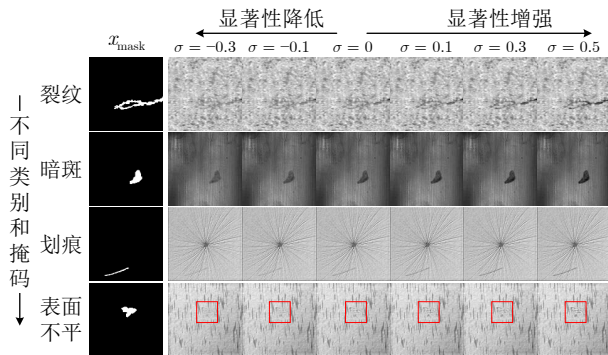 显著性降低 显著性增强
x_mask σ = −0.3 σ = −0.1 σ = 0 σ = 0.1 σ = 0.3 σ = 0.5
不同类别和掩码
裂纹
暗斑
划痕
表面
不平